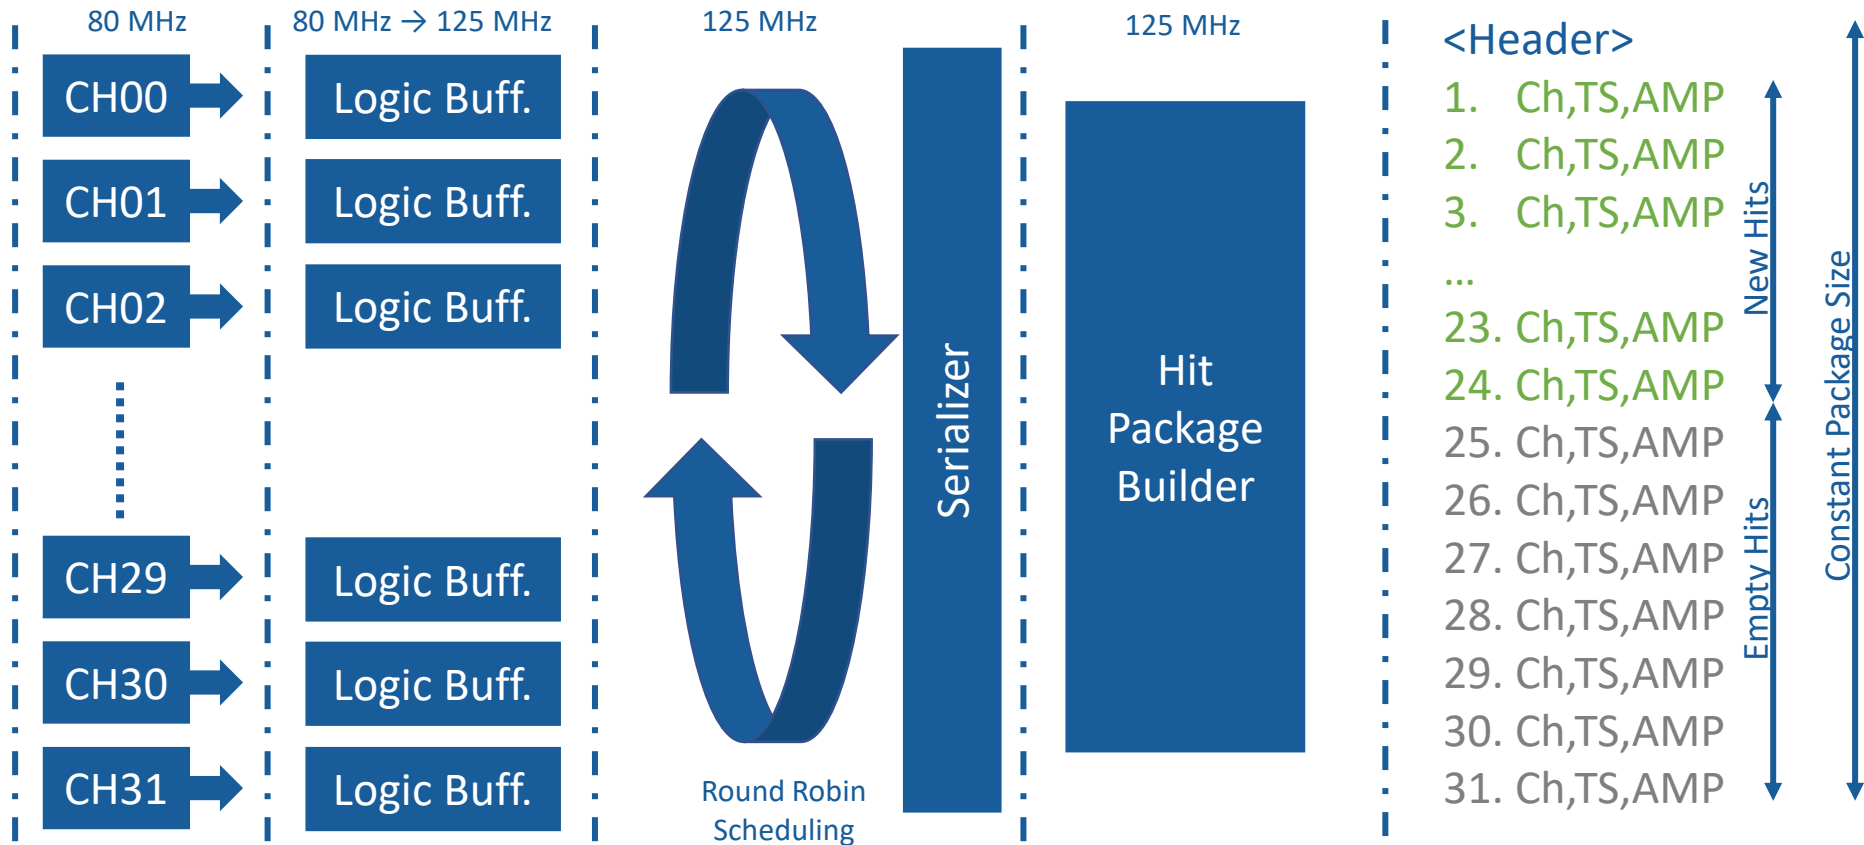 80 MHz
80 MHz → 125 MHz
125 MHz
125 MHz
CH00
CH01
CH02
CH29
CH30
CH31
Logic Buff.
Logic Buff.
Logic Buff.
Logic Buff.
Logic Buff.
Logic Buff.
Round Robin
Scheduling
Serializer
Hit
Package
Builder
<Header>
1. Ch,TS,AMP
2. Ch,TS,AMP
3. Ch,TS,AMP
...
23. Ch,TS,AMP
24. Ch,TS,AMP
25. Ch,TS,AMP
26. Ch,TS,AMP
27. Ch,TS,AMP
28. Ch,TS,AMP
29. Ch,TS,AMP
30. Ch,TS,AMP
31. Ch,TS,AMP
New Hits
Empty Hits
Constant Package Size